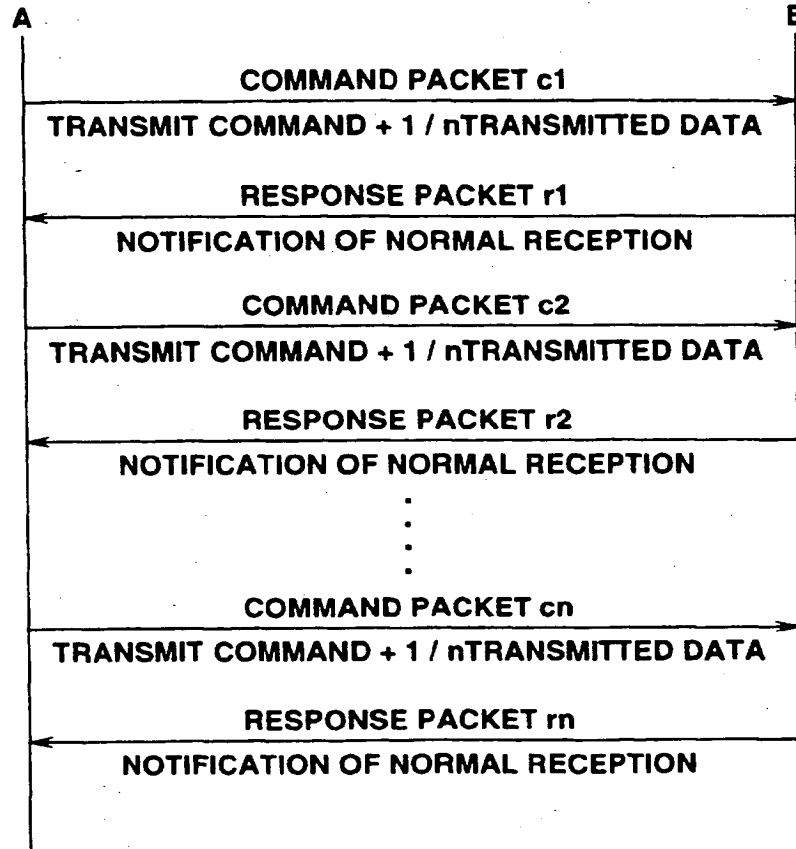 A
COMMAND PACKET c1
TRANSMIT COMMAND + 1 / nTRANSMITTED DATA
RESPONSE PACKET r1
NOTIFICATION OF NORMAL RECEPTION
COMMAND PACKET c2
TRANSMIT COMMAND + 1 / nTRANSMITTED DATA
RESPONSE PACKET r2
NOTIFICATION OF NORMAL RECEPTION
COMMAND PACKET cn
TRANSMIT COMMAND + 1 / nTRANSMITTED DATA
RESPONSE PACKET rn
NOTIFICATION OF NORMAL RECEPTION